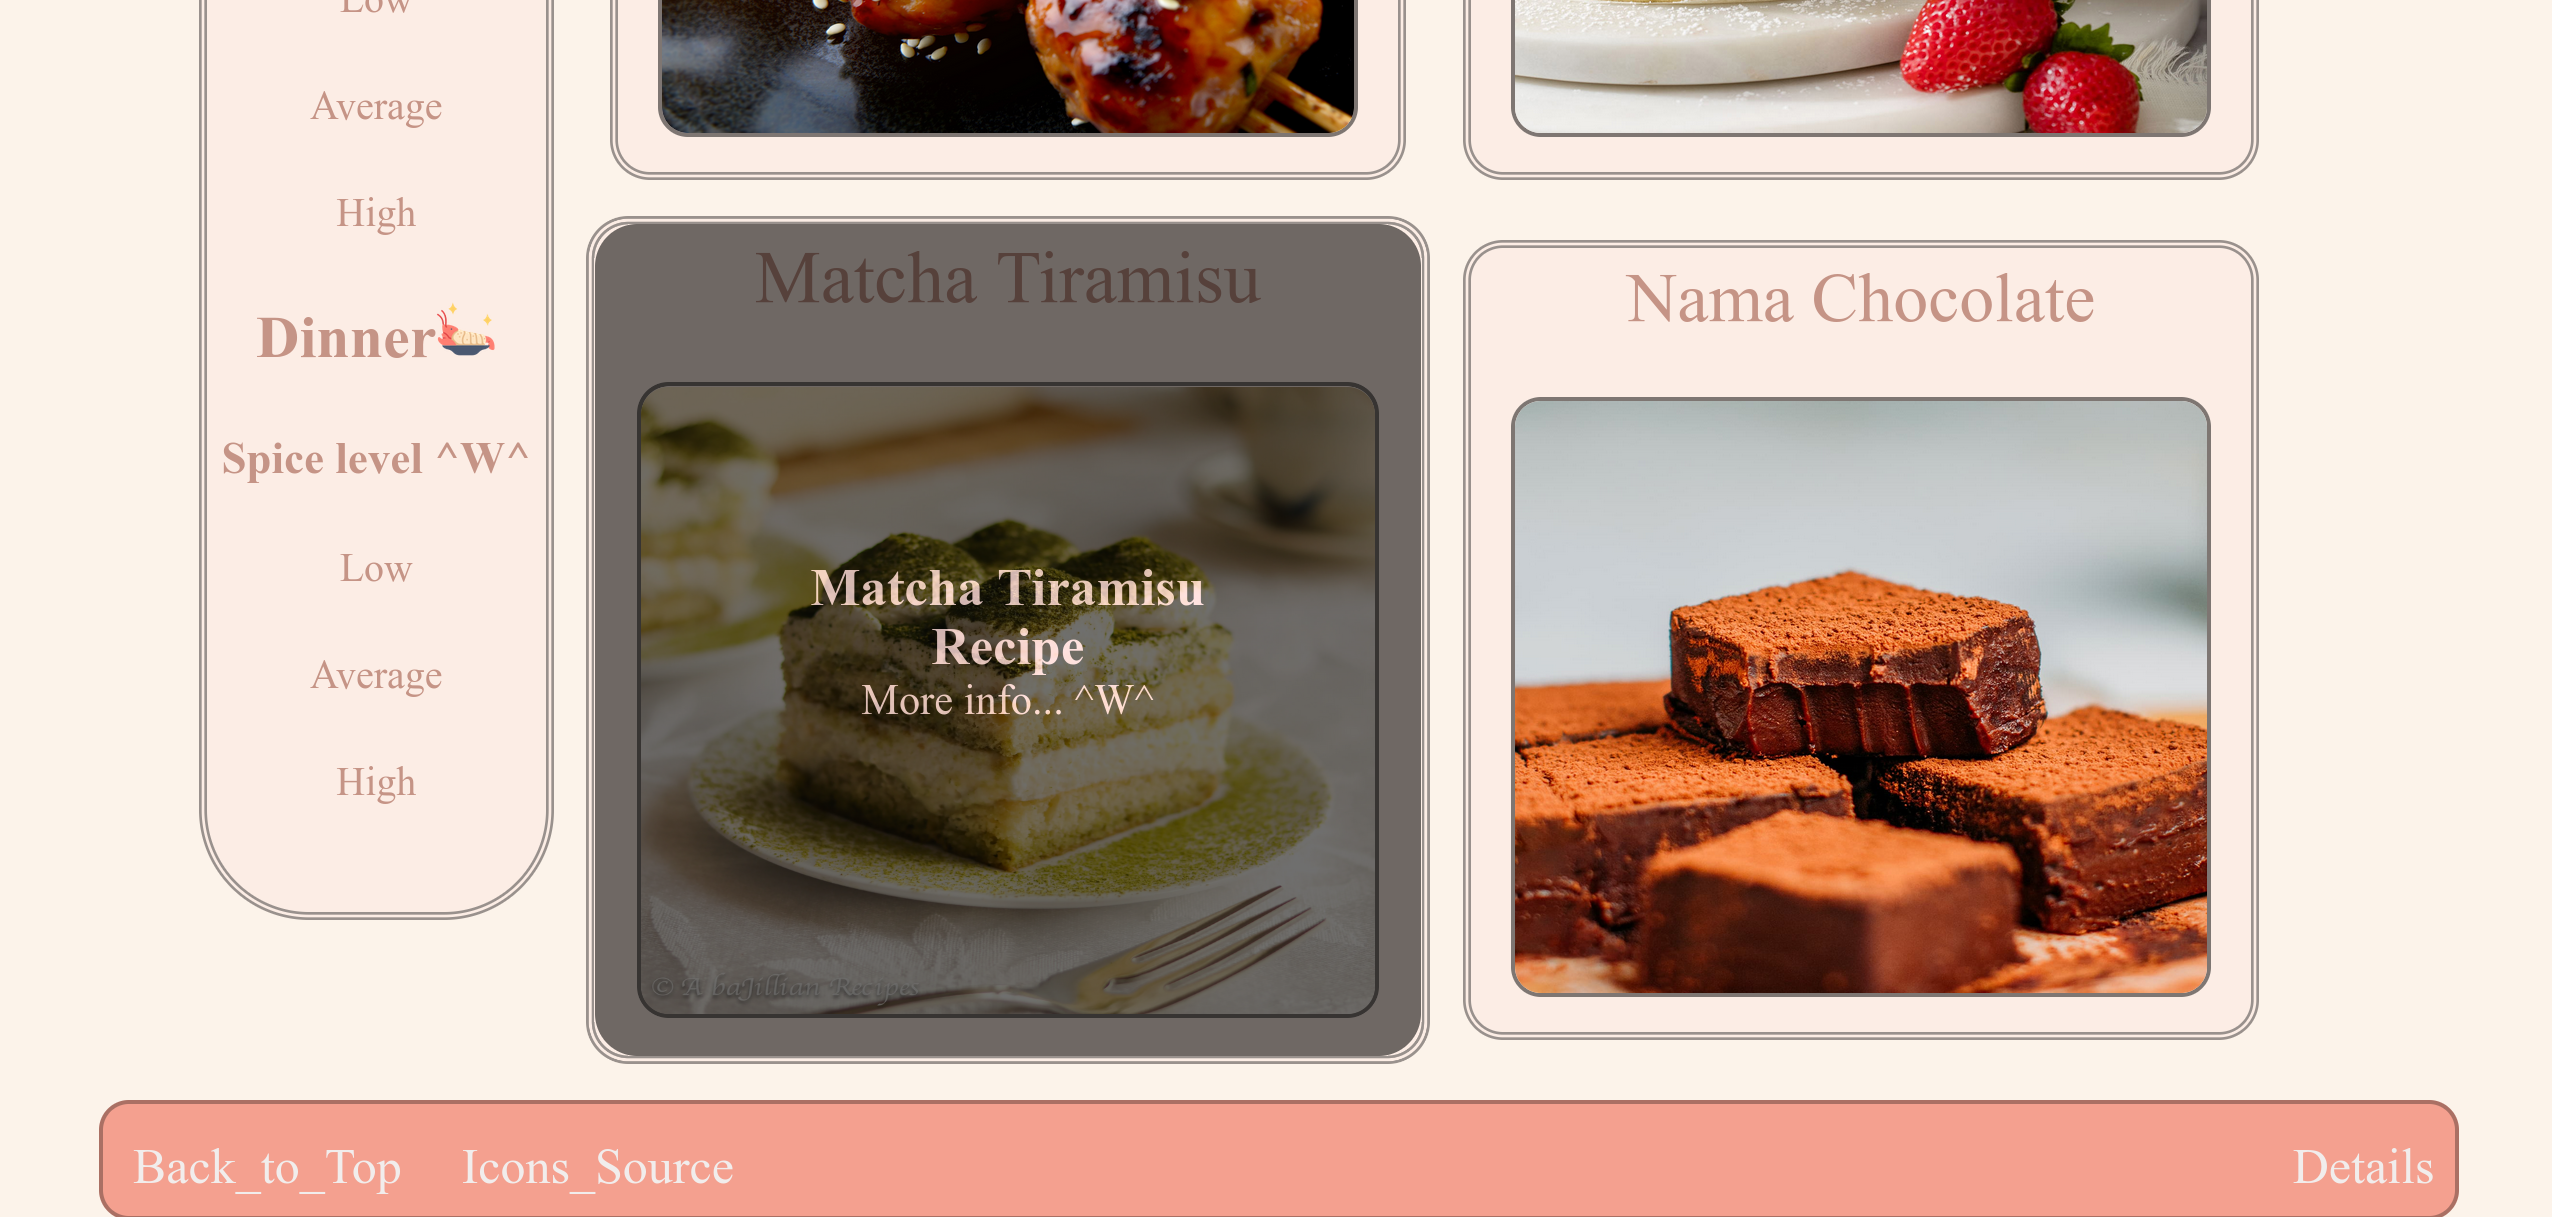 Low
Average
High
Dinner
Spice level ^W^
Low
Average
High
Matcha Tiramisu
Matcha Tiramisu
Recipe
More info... ^W^
© A baJillian Recipes
Nama Chocolate
Back_to_Top Icons_Source Details